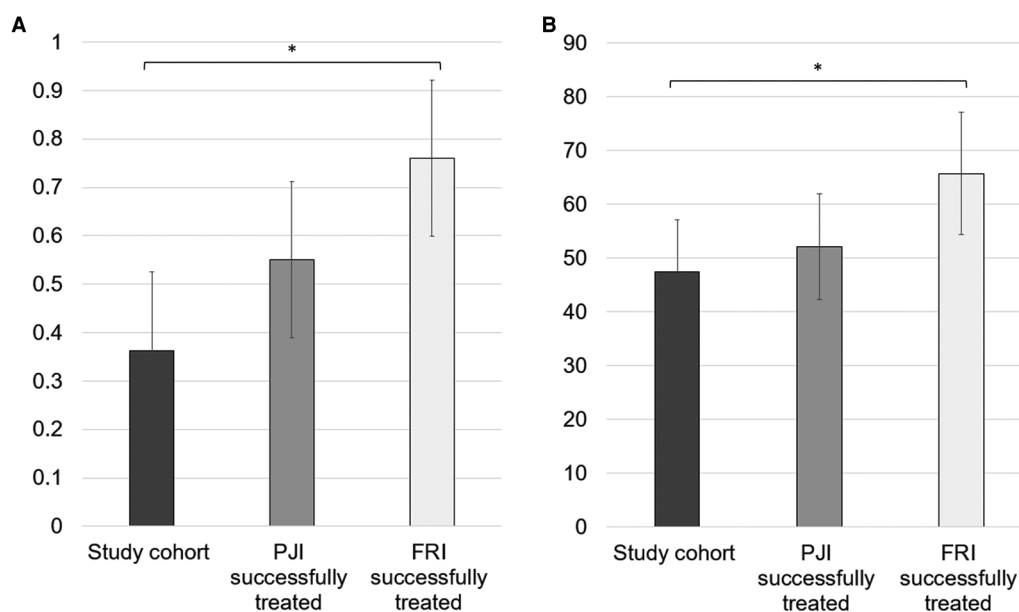 A
1
0.9
0.8
0.7
0.6
0.5
0.4
0.3
0.2
0.1
0
*
Study cohort
PJI
successfully
treated
FRI
successfully
treated
B
90
80
70
60
50
40
30
20
10
0
*
Study cohort
PJI
successfully
treated
FRI
successfully
treated